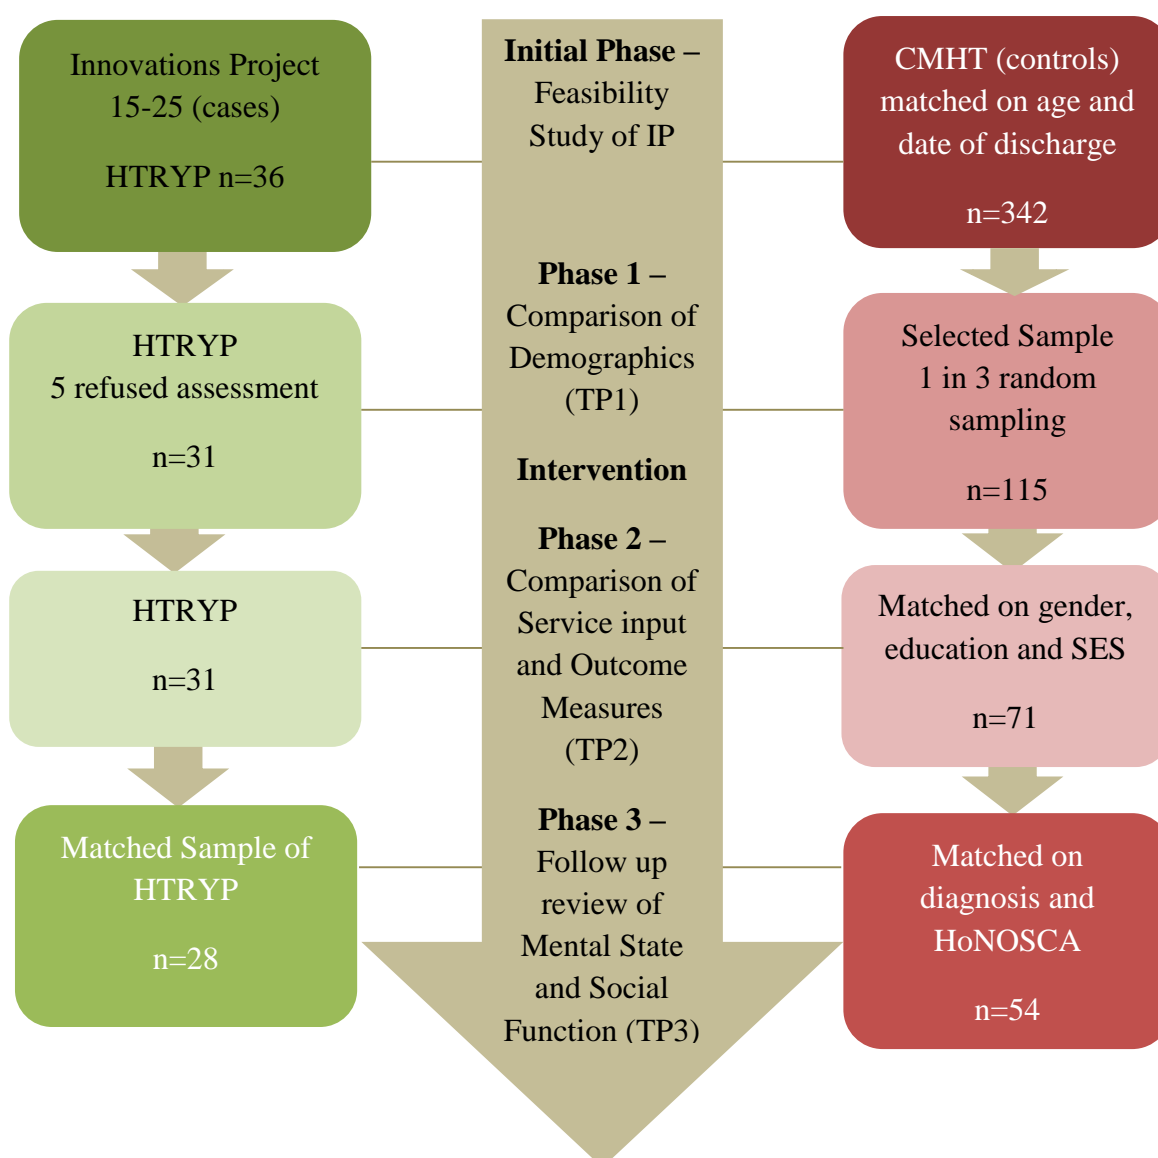 Innovations Project
15-25 (cases)
HTRYP n=36
HTRYP
5 refused assessment
n=31
HTRYP
n=31
Matched Sample of
HTRYP
n=28
Initial Phase –
Feasibility
Study of IP
Phase 1 –
Comparison of
Demographics
(TP1)
Intervention
Phase 2 –
Comparison of
Service input
and Outcome
Measures
(TP2)
Phase 3 –
Follow up
review of
Mental State
and Social
Function (TP3)
CMHT (controls)
matched on age and
date of discharge
n=342
Selected Sample
1 in 3 random
sampling
n=115
Matched on gender,
education and SES
n=71
Matched on
diagnosis and
HoNOSCA
n=54